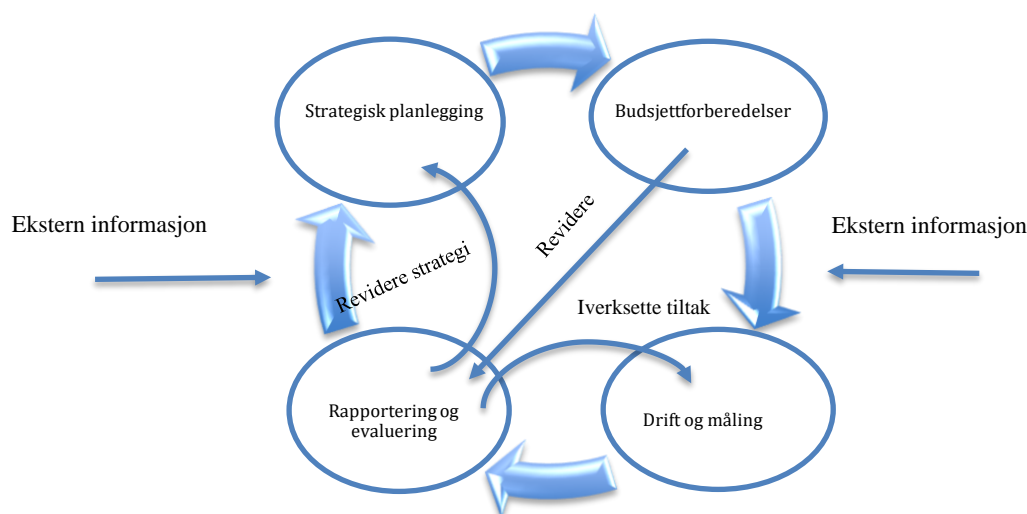 Strategisk planlegging
Budsjettforberedelser
Ekstern informasjon
Ekstern informasjon
Revidere
Revidere strategi
Iverksette tiltak
Rapportering og
evaluering
Drift og måling